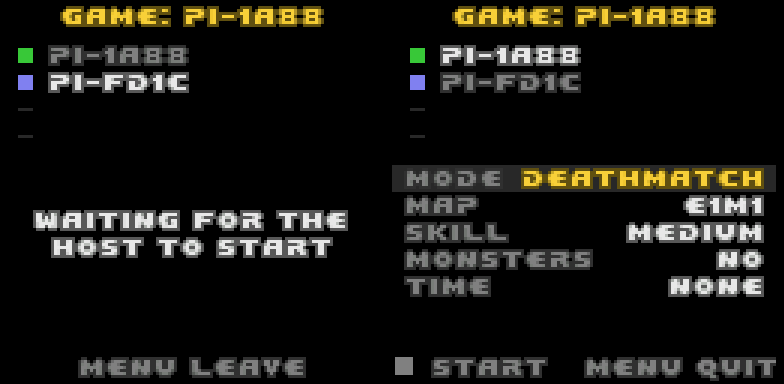 GAME: PI-1A88
PI-1A88
PI-FD1C
WAITING FOR THE
HOST TO START
MENU LEAVE
GAME: PI-1A88
PI-1A88
PI-FD1C
MODE DEATHMATCH
MAP E1M1
SKILL MEDIUM
MONSTERS NO
TIME NONE
START MENU QUIT